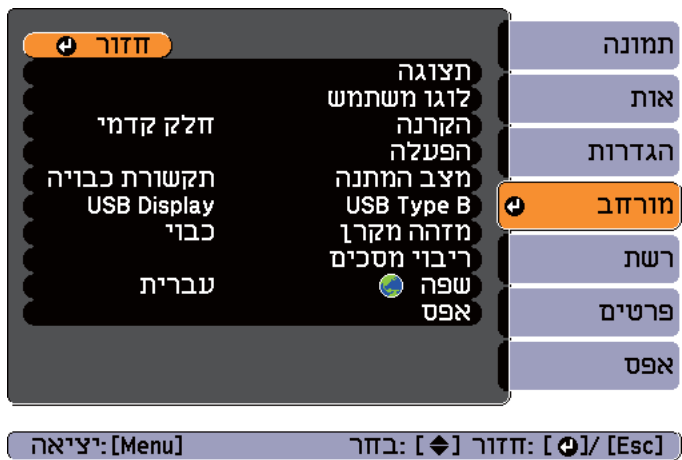 חזור
תצוגה
לוגו משתמש
הקרנה חלק קדמי
הפעלה
מצב המתנה תקשורת כבויה
USB Type B USB Display
מזהה מקרן כבוי
ריבוי מסכים
שפה עברית
אפס
תמונה
אות
הגדרות
מורחב
רשת
פרטים
אפס
[Esc] /[ ] :חזור [ ] :בחר [Menu]:יציאה